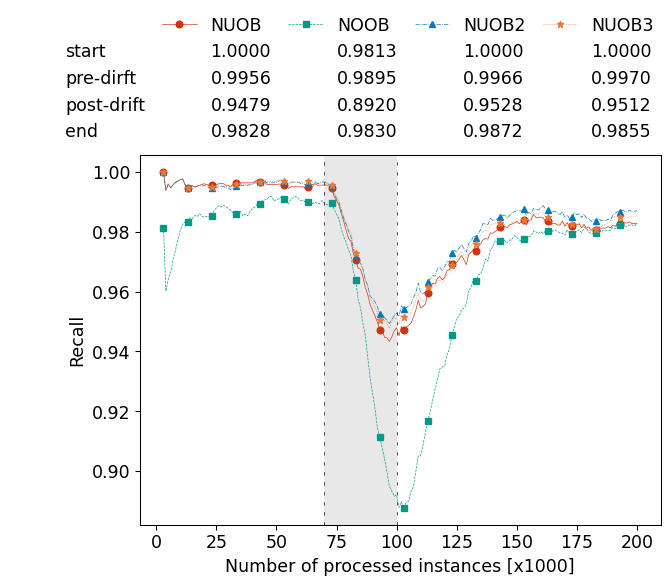 NUOB NOOB NUOB2 NUOB3
start 1.0000 0.9813 1.0000 1.0000
pre-dirft 0.9956 0.9895 0.9966 0.9970
post-drift 0.9479 0.8920 0.9528 0.9512
end 0.9828 0.9830 0.9872 0.9855
1.00
0.98
0.96
0.94
0.92
0.90
Recall
0 25 50 75 100 125 150 175 200
Number of processed instances [x1000]